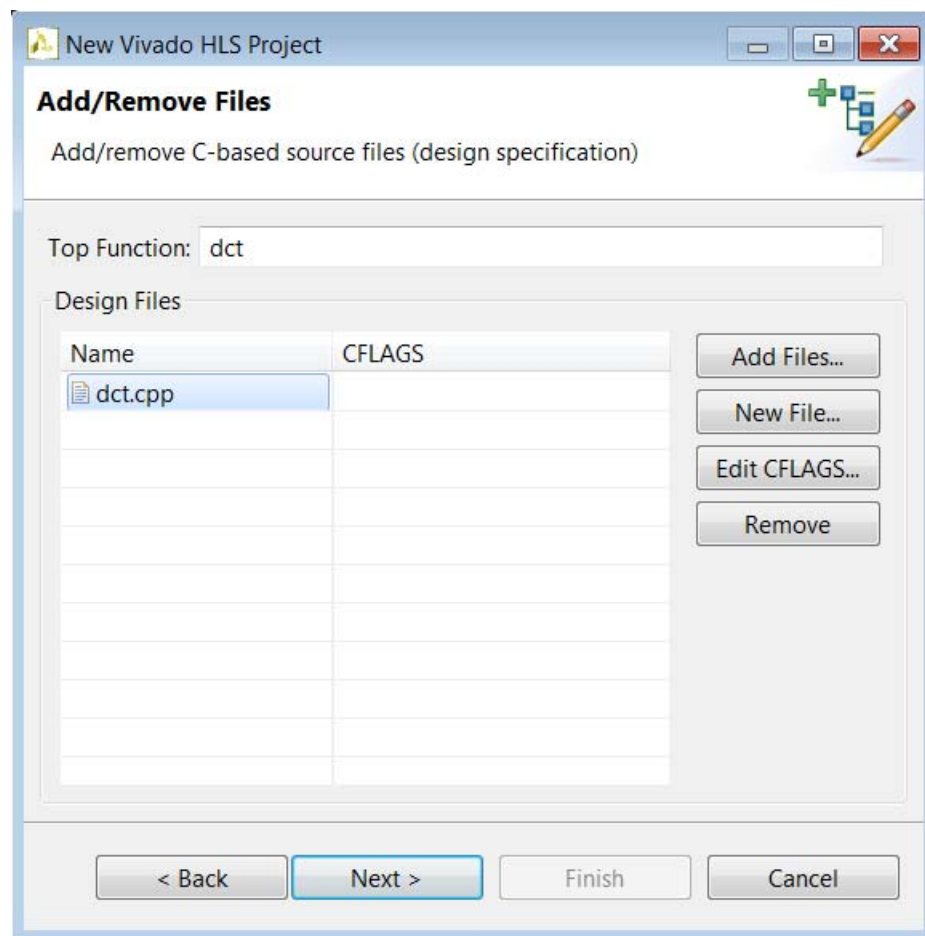 New Vivado HLS Project
Add/Remove Files
Add/remove C-based source files (design specification)
Top Function: dct
Design Files
Name CFLAGS
dct.cpp
Add Files...
New File...
Edit CFLAGS...
Remove
< Back Next > Finish Cancel